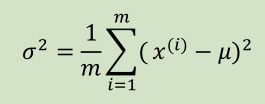 σ² = 1/m ∑_{i=1}^{m} (x⁽ⁱ⁾ − μ)²